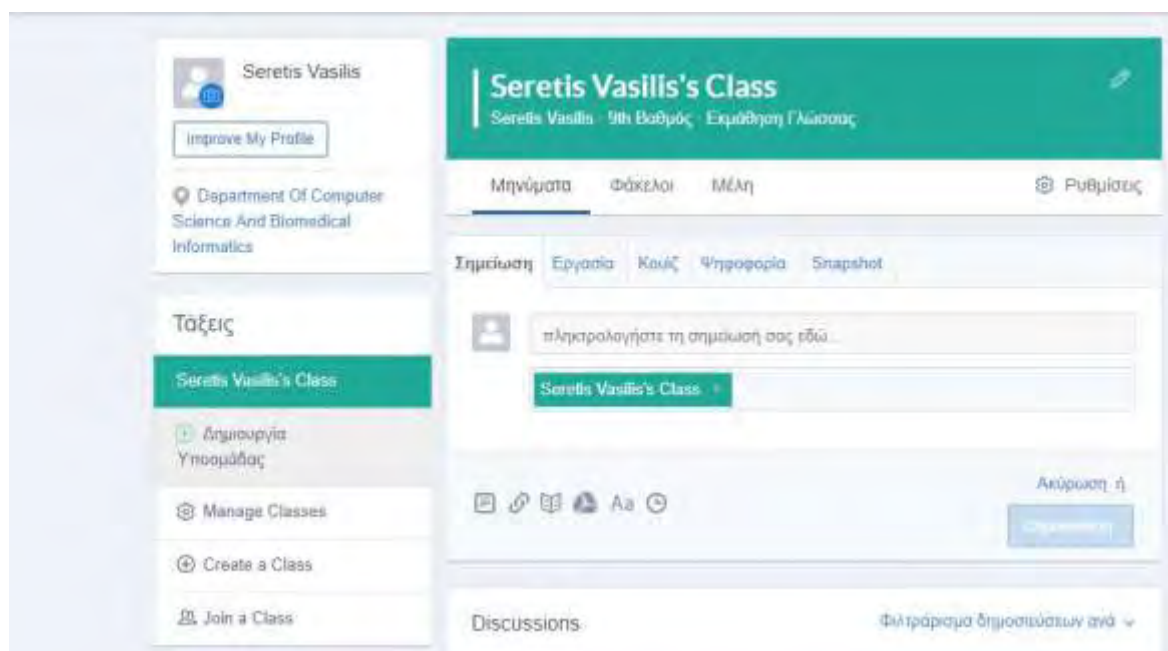 Seretis Vasilis
Improve My Profile
Department Of Computer
Science And Biomedical
Informatics
Τάξεις
Seretis Vasilis's Class
Δημιουργία
Υποομάδας
Manage Classes
Create a Class
Join a Class
Seretis Vasilis's Class
Seretis Vasilis · 9th Βαθμός · Εκμάθηση Γλώσσας
Μηνύματα Φάκελοι Μέλη Ρυθμίσεις
Σημείωση Εργασία Κουίζ Ψηφοφορία Snapshot
πληκτρολογήστε τη σημείωσή σας εδώ...
Seretis Vasilis's Class ×
Aa
Ακύρωση ή
Discussions Φιλτράρισμα δημοσιεύσεων ανά